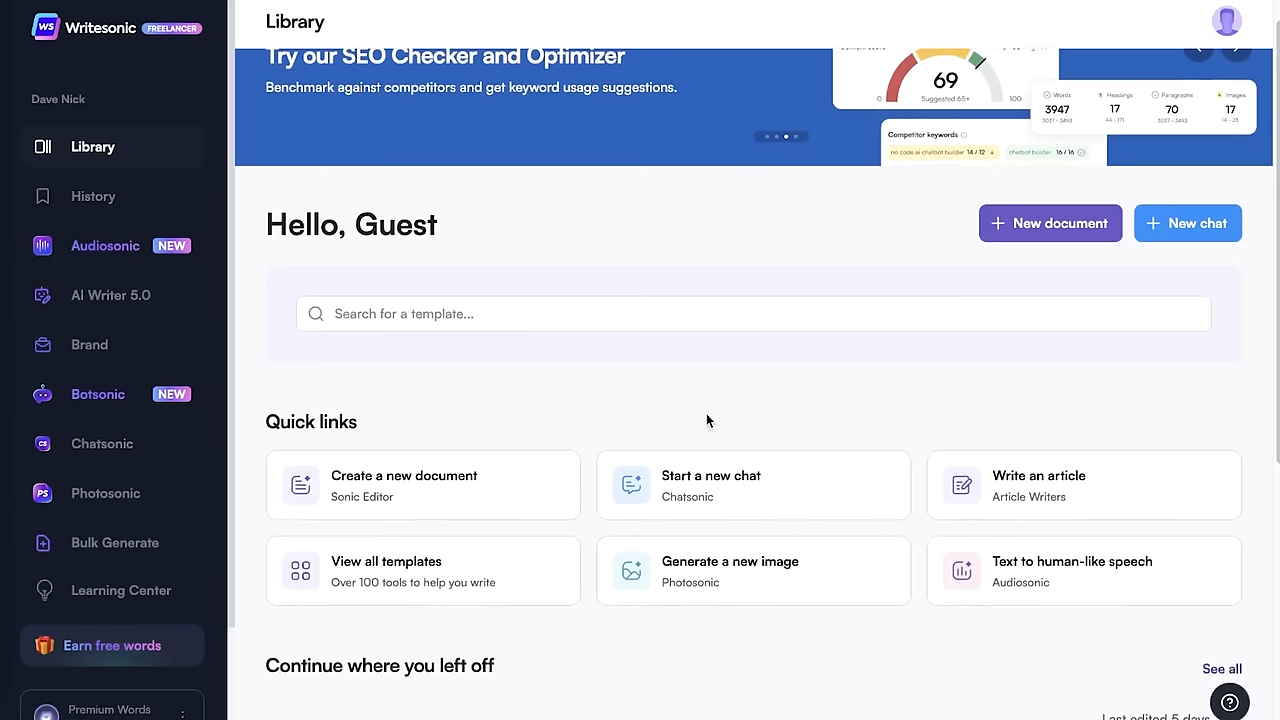 WS Writesonic FREELANCER
Dave Nick
Library
History
Audiosonic NEW
AI Writer 5.0
Brand
Botsonic NEW
CS Chatsonic
PS Photosonic
Bulk Generate
Learning Center
Earn free words
Premium Words
Library
Try our SEO Checker and Optimizer
Benchmark against competitors and get keyword usage suggestions.
69
0 Suggested 65+ 100
Words Headings Paragraphs Images
3947 17 70 17
Competitor keywords
no code ai chatbot builder 14 / 12 chatbot builder 16 / 16
Hello, Guest
New document
New chat
Search for a template...
Quick links
Create a new document
Sonic Editor
Start a new chat
Chatsonic
Write an article
Article Writers
View all templates
Over 100 tools to help you write
Generate a new image
Photosonic
Text to human-like speech
Audiosonic
Continue where you left off
See all
Last edited 5 days